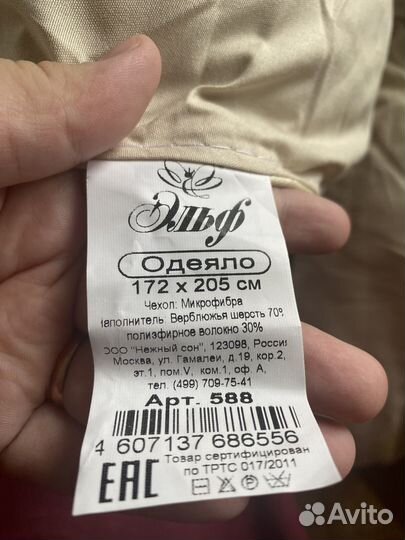 Эльф
Одеяло
172 х 205 см
Чехол: Микрофибра
аполнитель: Верблюжья шерсть 70%
полиэфирное волокно 30%
ООО "Нежный сон", 123098, Россия
Москва, ул. Гамалеи, д.19, кор.2,
эт.1, пом.V, ком.1, оф. А,
тел. (499) 709-75-41
Арт. 588
4 607137 686556
Товар сертифицирован
по ТРТС 017/2011
ЕАС
Avito